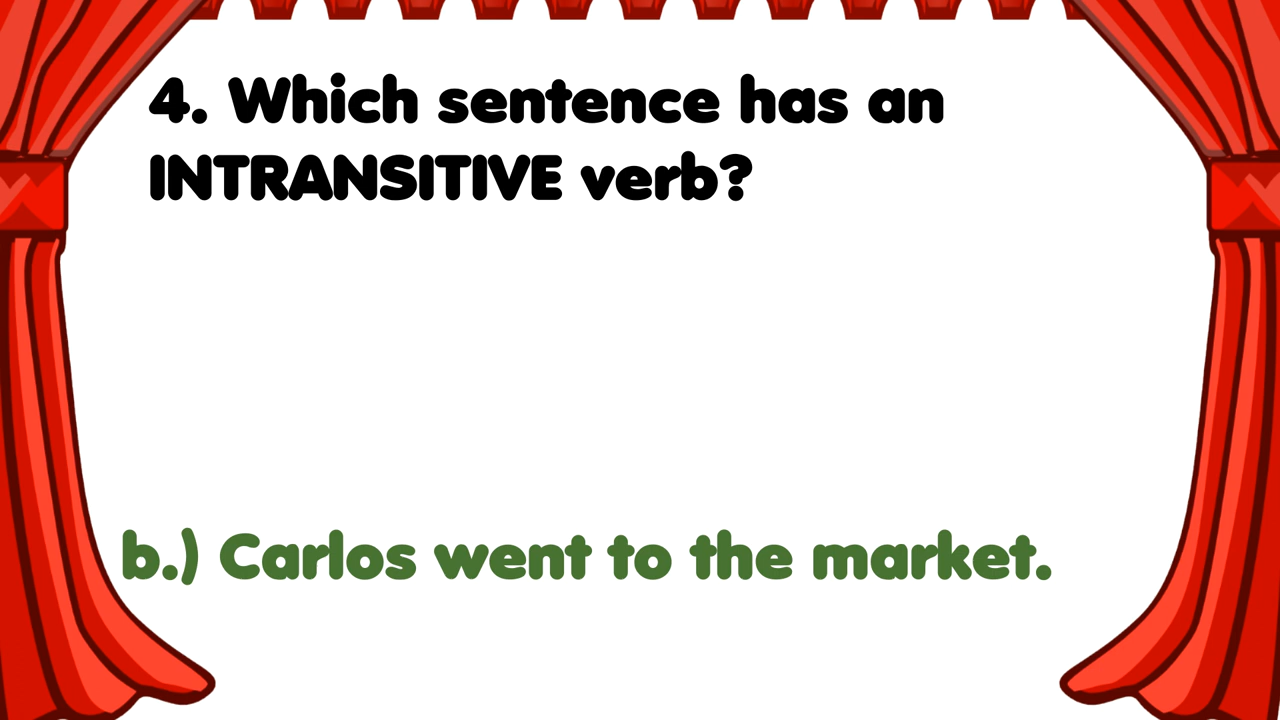 4. Which sentence has an
INTRANSITIVE verb?
b.) Carlos went to the market.